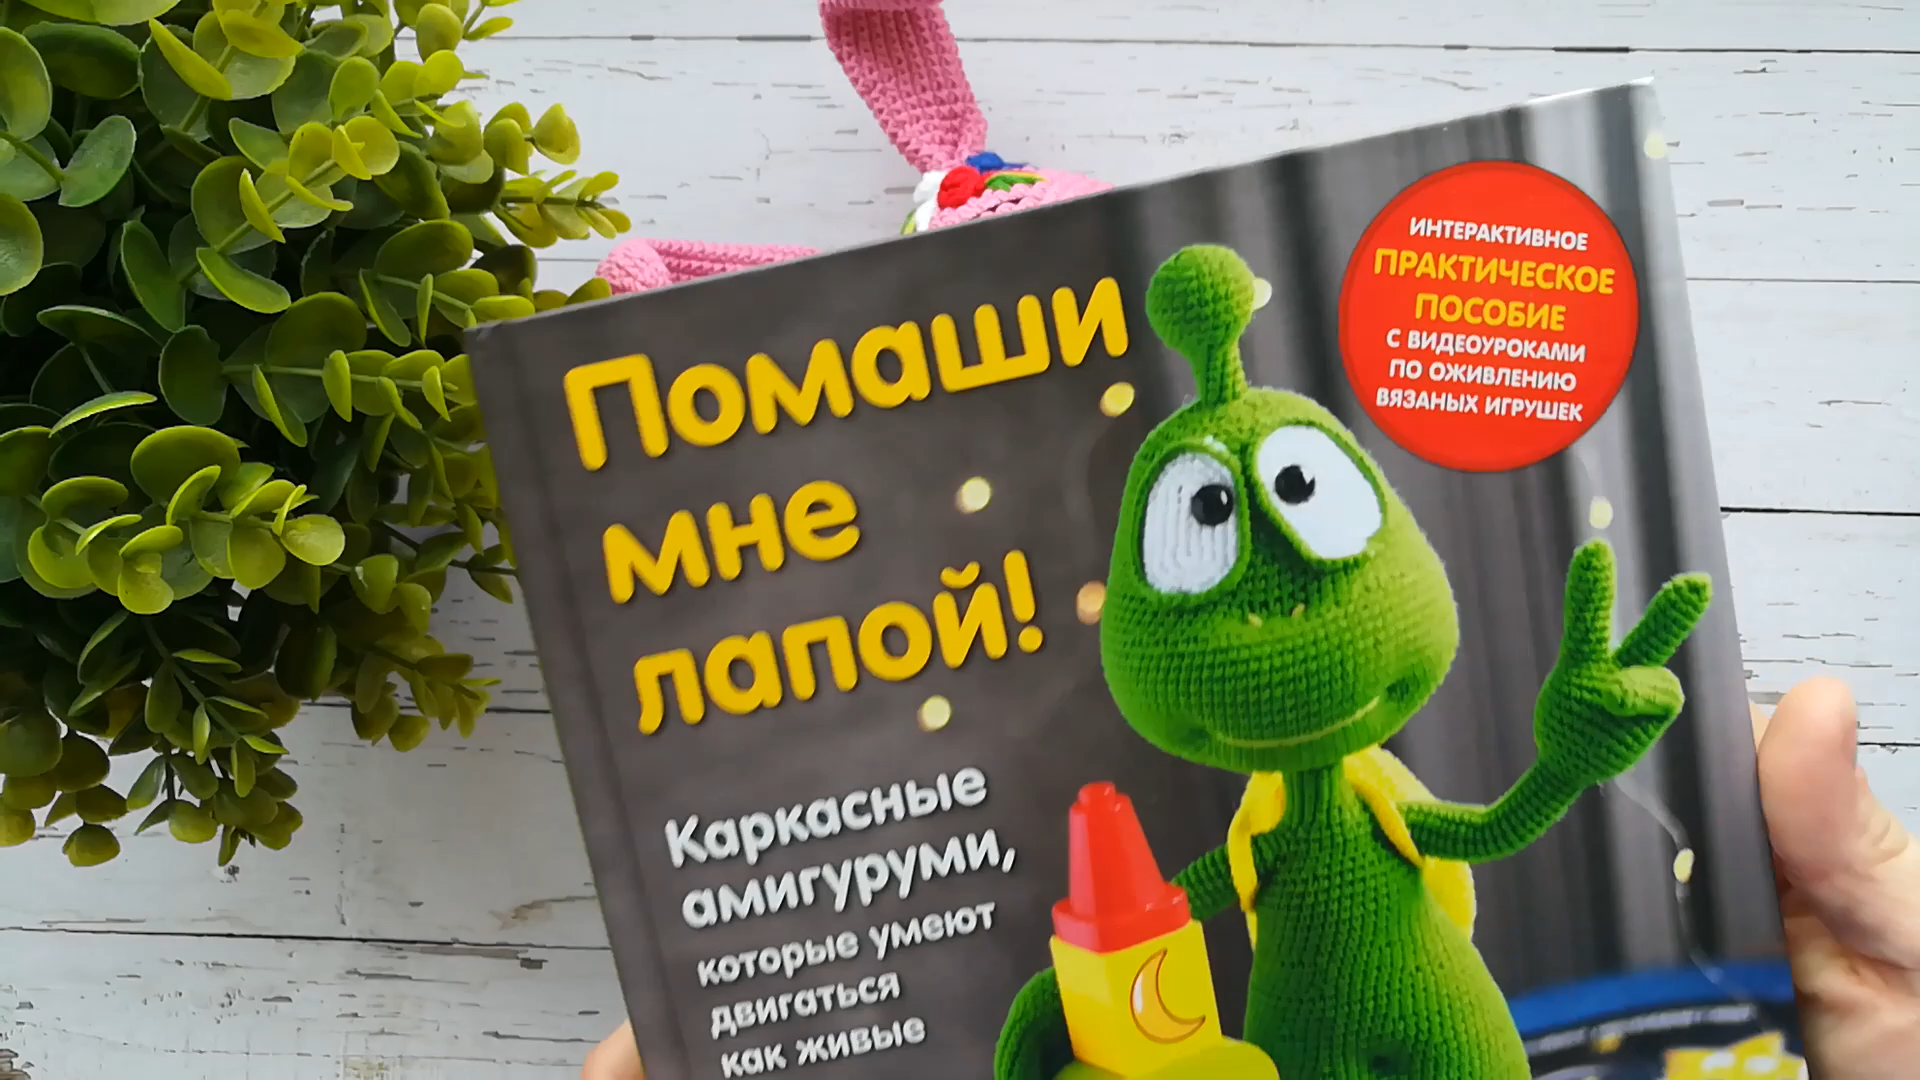 Помаши
мне
лапой!
ИНТЕРАКТИВНОЕ
ПРАКТИЧЕСКОЕ
ПОСОБИЕ
С ВИДЕОУРОКАМИ
ПО ОЖИВЛЕНИЮ
ВЯЗАНЫХ ИГРУШЕК
Каркасные
амигуруми,
которые умеют
двигаться
как живые